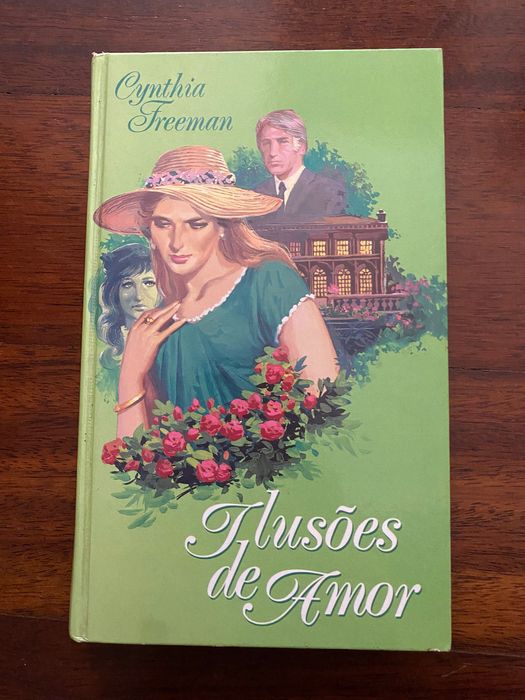 Cynthia
Freeman
Ilusões
de Amor